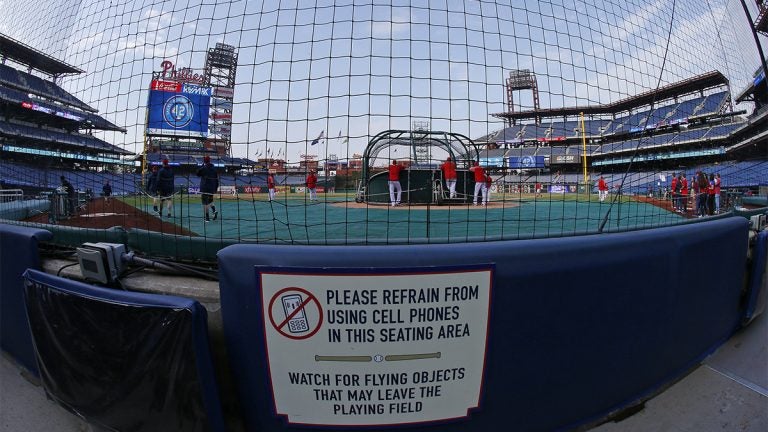 Phillies
42
PLEASE REFRAIN FROM
USING CELL PHONES
IN THIS SEATING AREA
WATCH FOR FLYING OBJECTS
THAT MAY LEAVE THE
PLAYING FIELD